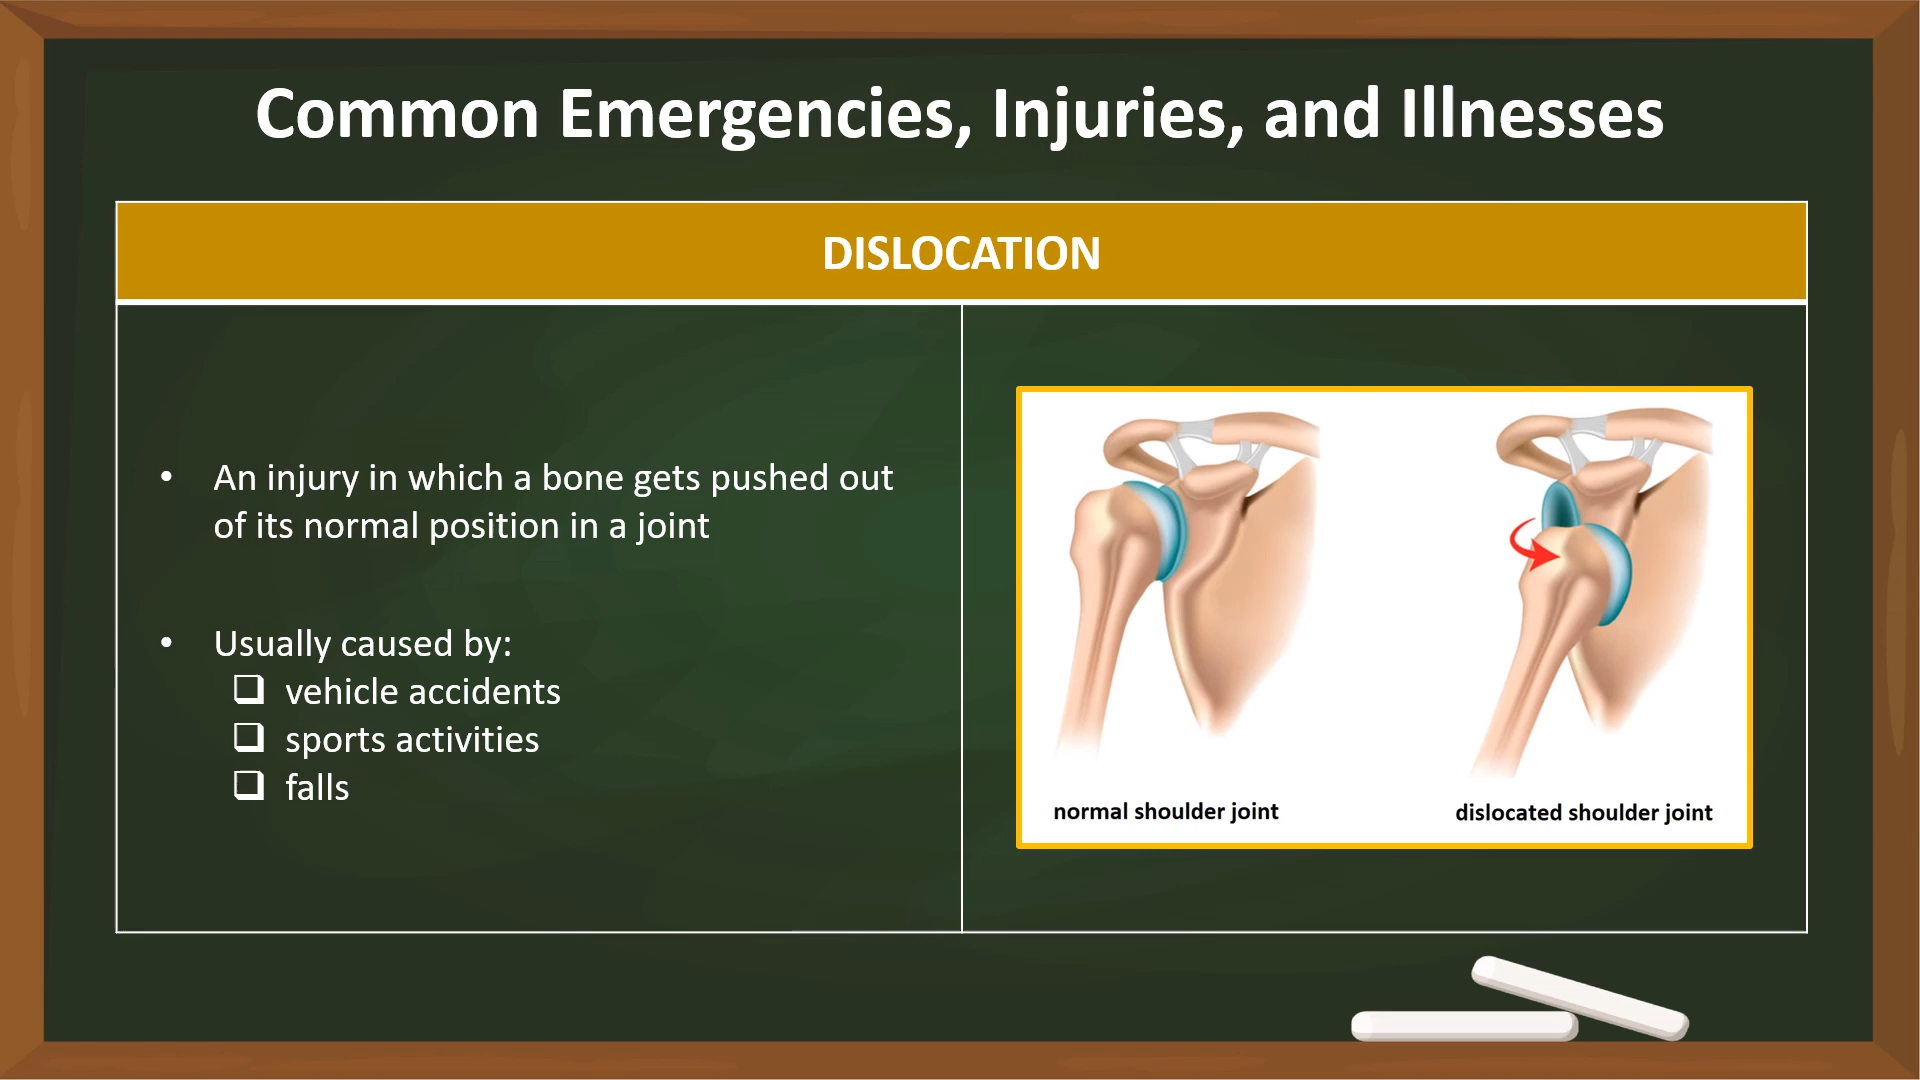 Common Emergencies, Injuries, and Illnesses
DISLOCATION
• An injury in which a bone gets pushed out
of its normal position in a joint
• Usually caused by:
❑ vehicle accidents
❑ sports activities
❑ falls
normal shoulder joint
dislocated shoulder joint